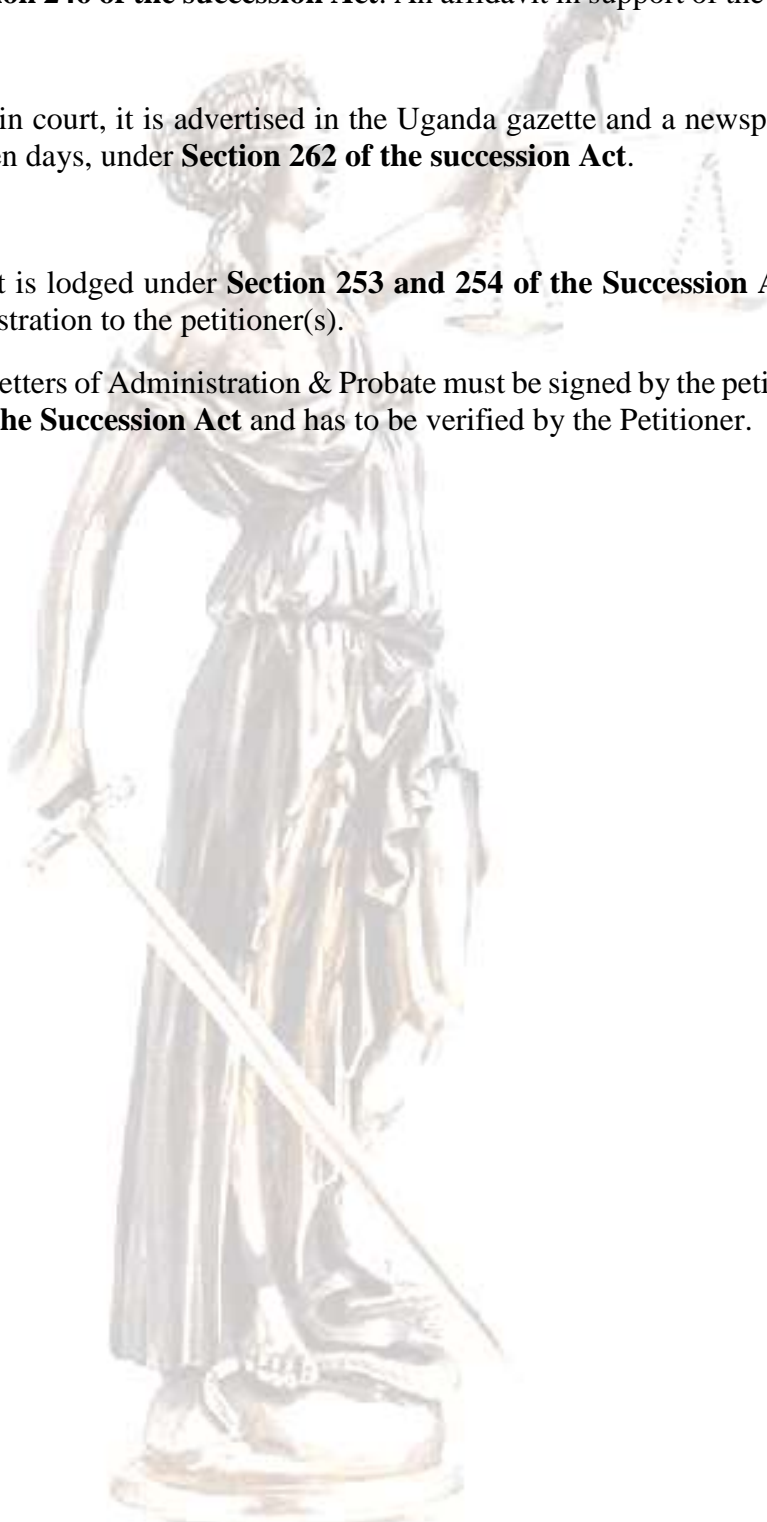 of the succession Act. An affidavit in support of the
in court, it is advertised in the Uganda gazette and a newsp
en days, under Section 262 of the succession Act.
t is lodged under Section 253 and 254 of the Succession A
stration to the petitioner(s).
etters of Administration & Probate must be signed by the peti
he Succession Act and has to be verified by the Petitioner.